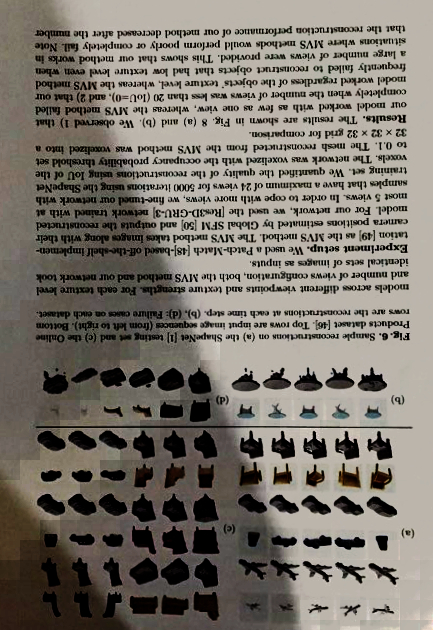 (a)
(c)
(b)
(d)
Fig. 6. Sample reconstructions on (a) the ShapeNet [1] testing set and (c) the Online
Products dataset [46]. Top rows are input image sequences (from left to right). Bottom
rows are the reconstructions at each time step. (b), (d): Failure cases on each dataset.
models across different viewpoints and texture strengths. For each texture level
and number of views configuration, both the MVS method and our network took
identical sets of images as inputs.
Experiment setup. We used a Patch-Match [48]-based off-the-shelf implemen-
tation [49] as the MVS method. The MVS method takes images along with their
camera positions estimated by Global SFM [50] and outputs the reconstructed
model. For our network, we used the [Res3D-GRU-3] network trained with at
most 5 views. In order to cope with more views, we fine-tuned our network with
samples that have a maximum of 24 views for 5000 iterations using the ShapeNet
training set. We quantified the quality of the reconstructions using IoU of the
voxels. The network was voxelized with the occupancy probability threshold set
to 0.1. The mesh reconstructed from the MVS method was voxelized into a
32 × 32 × 32 grid for comparison.
Results. The results are shown in Fig. 8 (a) and (b). We observed 1) that
our model worked with as few as one view, whereas the MVS method failed
completely when the number of views was less than 20 (IoU=0), and 2) that our
model worked regardless of the objects' texture level, whereas the MVS method
frequently failed to reconstruct objects that had low texture level even when
a large number of views were provided. This shows that our method works in
situations where MVS methods would perform poorly or completely fail. Note
that the reconstruction performance of our method decreased after the number